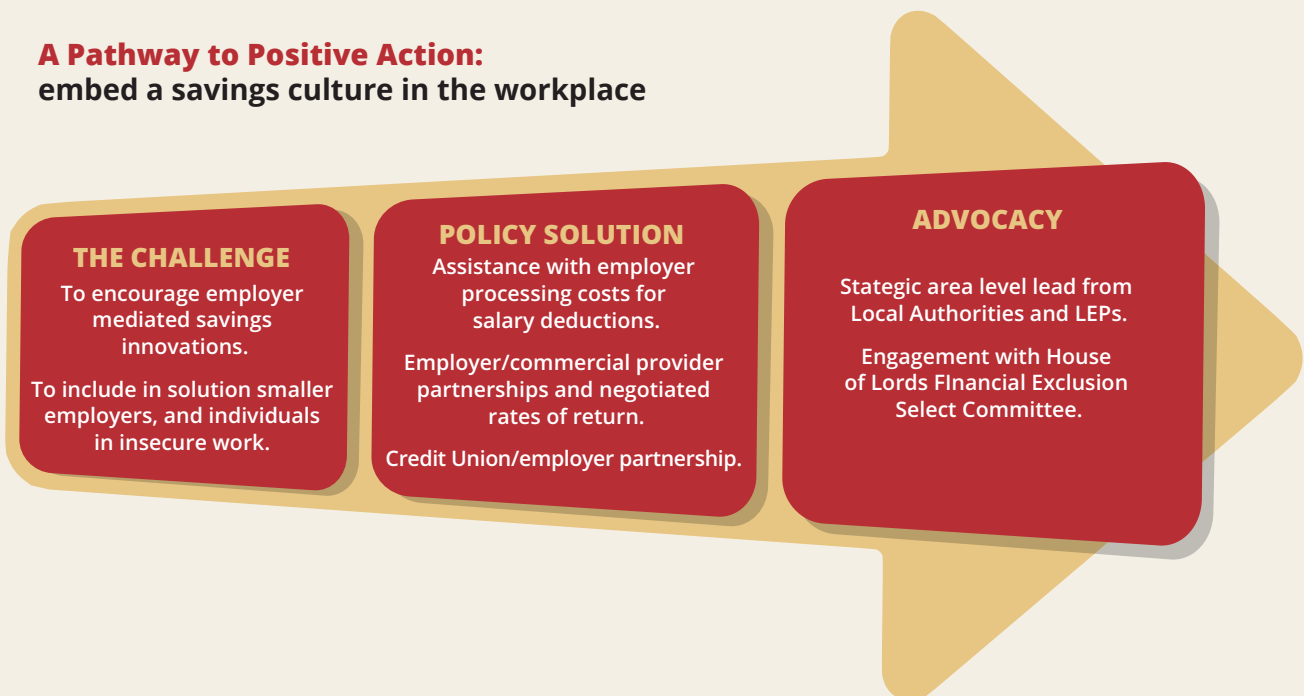 A Pathway to Positive Action:
embed a savings culture in the workplace
THE CHALLENGE
To encourage employer
mediated savings
innovations.
To include in solution smaller
employers, and individuals
in insecure work.
POLICY SOLUTION
Assistance with employer
processing costs for
salary deductions.
Employer/commercial provider
partnerships and negotiated
rates of return.
Credit Union/employer partnership.
ADVOCACY
Stategic area level lead from
Local Authorities and LEPs.
Engagement with House
of Lords FInancial Exclusion
Select Committee.